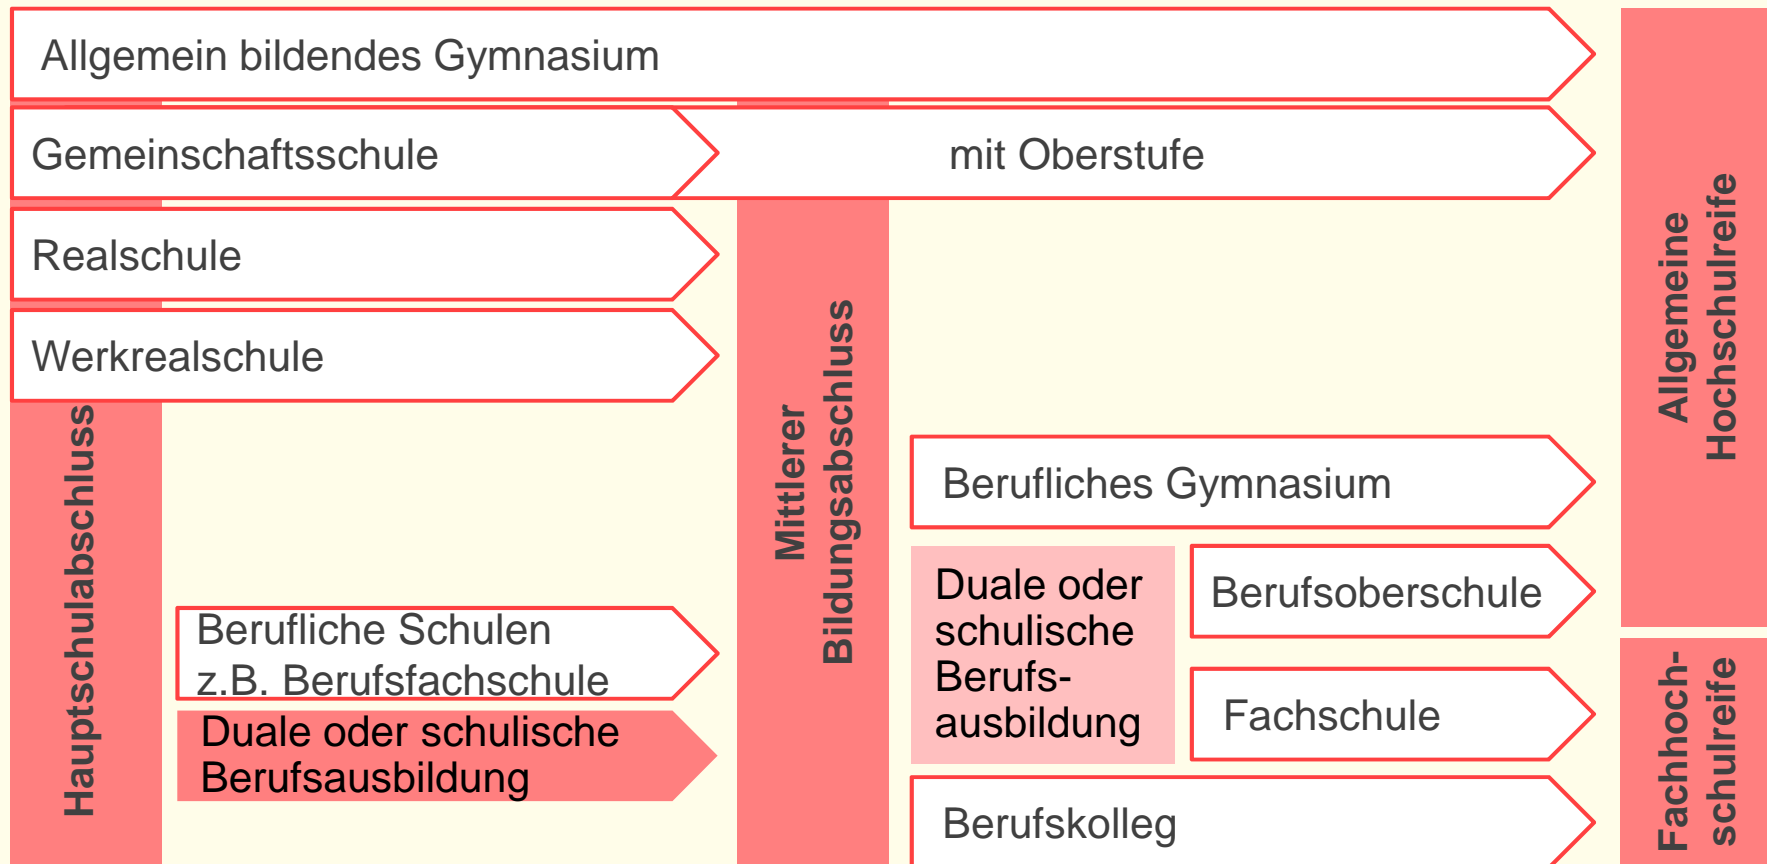 Allgemein bildendes Gymnasium
Gemeinschaftsschule
mit Oberstufe
Realschule
Werkrealschule
Hauptschulabschluss
Berufliche Schulen
z.B. Berufsfachschule
Duale oder schulische
Berufsausbildung
Mittlerer
Bildungsabschluss
Berufliches Gymnasium
Duale oder
schulische
Berufs-
ausbildung
Berufsoberschule
Fachschule
Berufskolleg
Allgemeine
Hochschulreife
Fachhoch-
schulreife